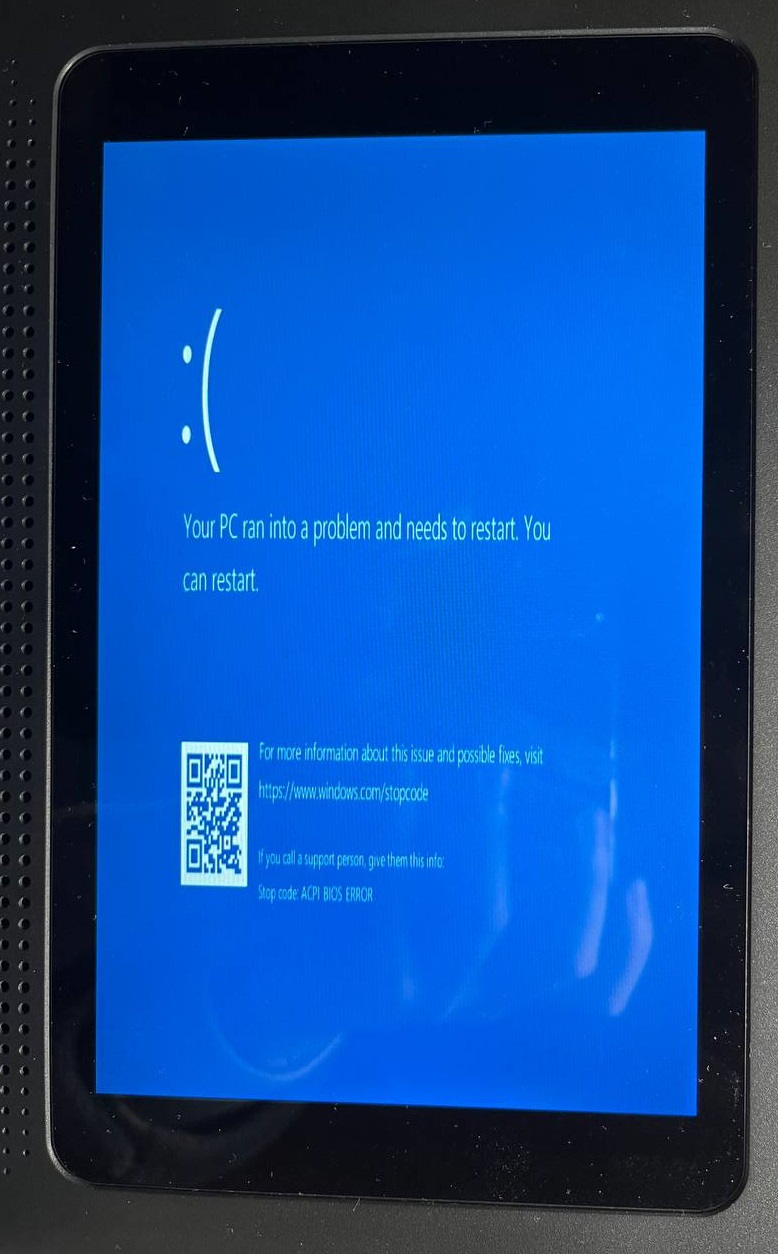 :(
Your PC ran into a problem and needs to restart. You
can restart.
For more information about this issue and possible fixes, visit
https://www.windows.com/stopcode
If you call a support person, give them this info:
Stop code: ACPI BIOS ERROR